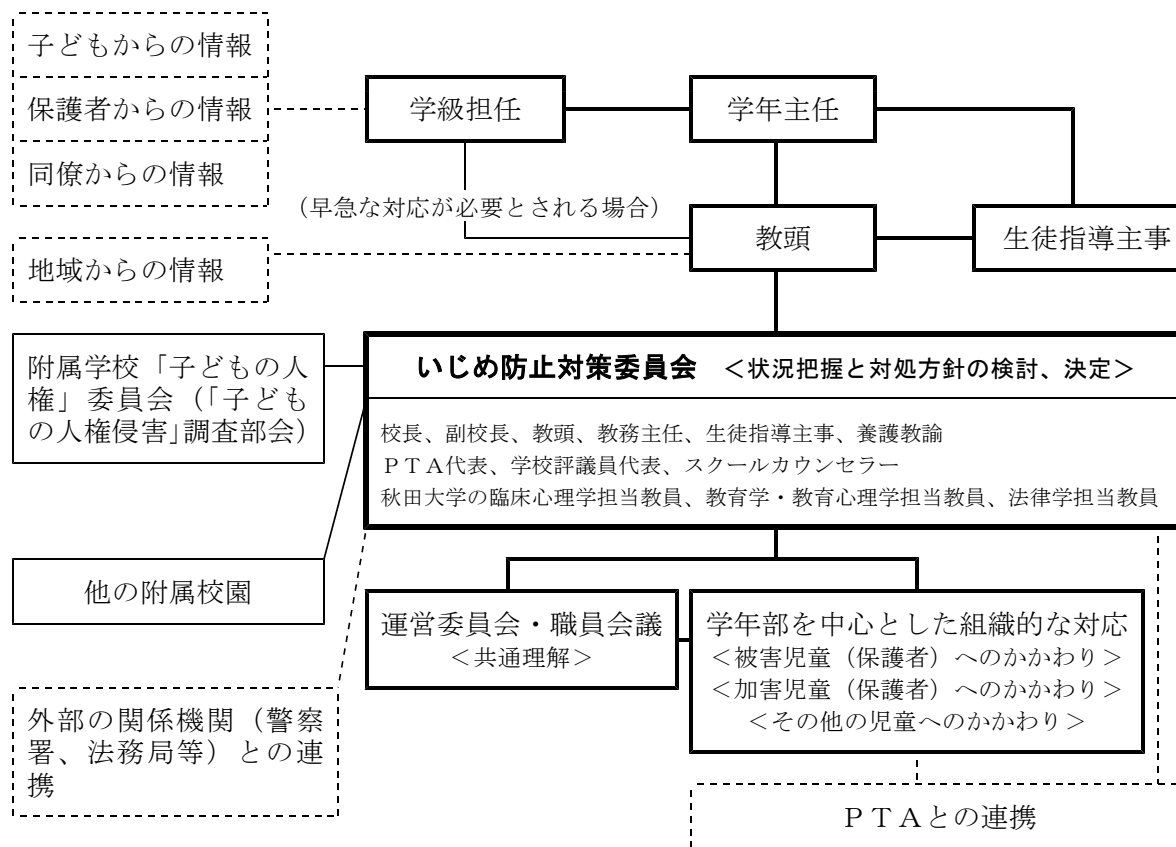 子どもからの情報
保護者からの情報
同僚からの情報
地域からの情報
学級担任
学年主任
（早急な対応が必要とされる場合）
教頭
生徒指導主事
附属学校「子どもの人
権」委員会（「子ども
の人権侵害」調査部会）
他の附属校園
いじめ防止対策委員会　＜状況把握と対処方針の検討、決定＞
校長、副校長、教頭、教務主任、生徒指導主事、養護教諭
ＰＴＡ代表、学校評議員代表、スクールカウンセラー
秋田大学の臨床心理学担当教員、教育学・教育心理学担当教員、法律学担当教員
運営委員会・職員会議
＜共通理解＞
学年部を中心とした組織的な対応
＜被害児童（保護者）へのかかわり＞
＜加害児童（保護者）へのかかわり＞
＜その他の児童へのかかわり＞
外部の関係機関（警察
署、法務局等）との連
携
ＰＴＡとの連携